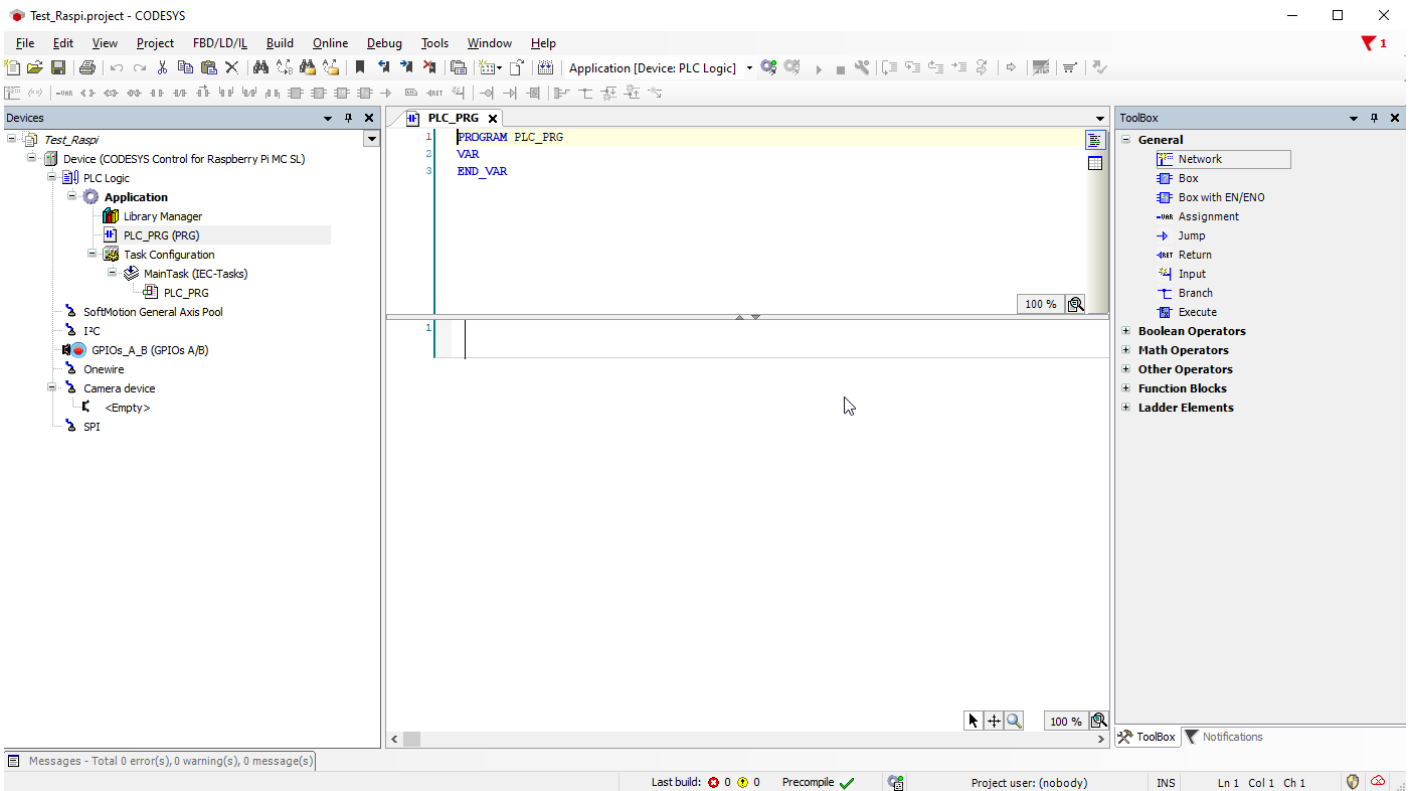 Test_Raspi.project - CODESYS
File Edit View Project FBD/LD/IL Build Online Debug Tools Window Help
1
Application [Device: PLC Logic]
Devices
Test_Raspi
Device (CODESYS Control for Raspberry Pi MC SL)
PLC Logic
Application
Library Manager
PLC_PRG (PRG)
Task Configuration
MainTask (IEC-Tasks)
PLC_PRG
SoftMotion General Axis Pool
I²C
GPIOs_A_B (GPIOs A/B)
Onewire
Camera device
<Empty>
SPI
PLC_PRG
1 PROGRAM PLC_PRG
2 VAR
3 END_VAR
100 %
1
100 %
ToolBox
General
Network
Box
Box with EN/ENO
Assignment
Jump
Return
Input
Branch
Execute
Boolean Operators
Math Operators
Other Operators
Function Blocks
Ladder Elements
ToolBox Notifications
Messages - Total 0 error(s), 0 warning(s), 0 message(s)
Last build: 0 0 Precompile Project user: (nobody) INS Ln 1 Col 1 Ch 1